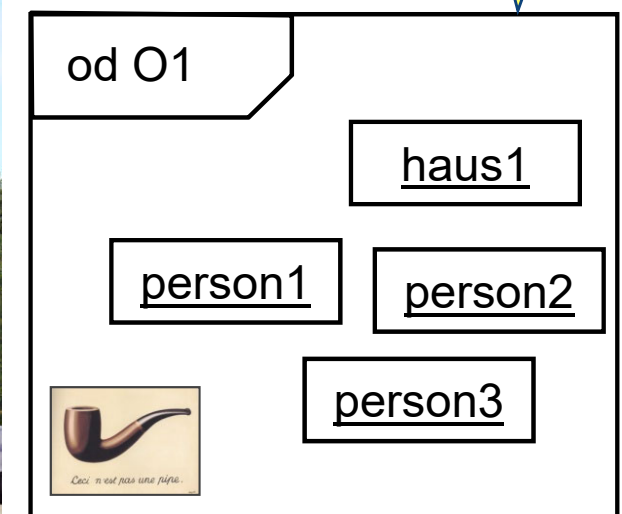 od O1
haus1
person1
person2
person3
Ceci n'est pas une pipe.